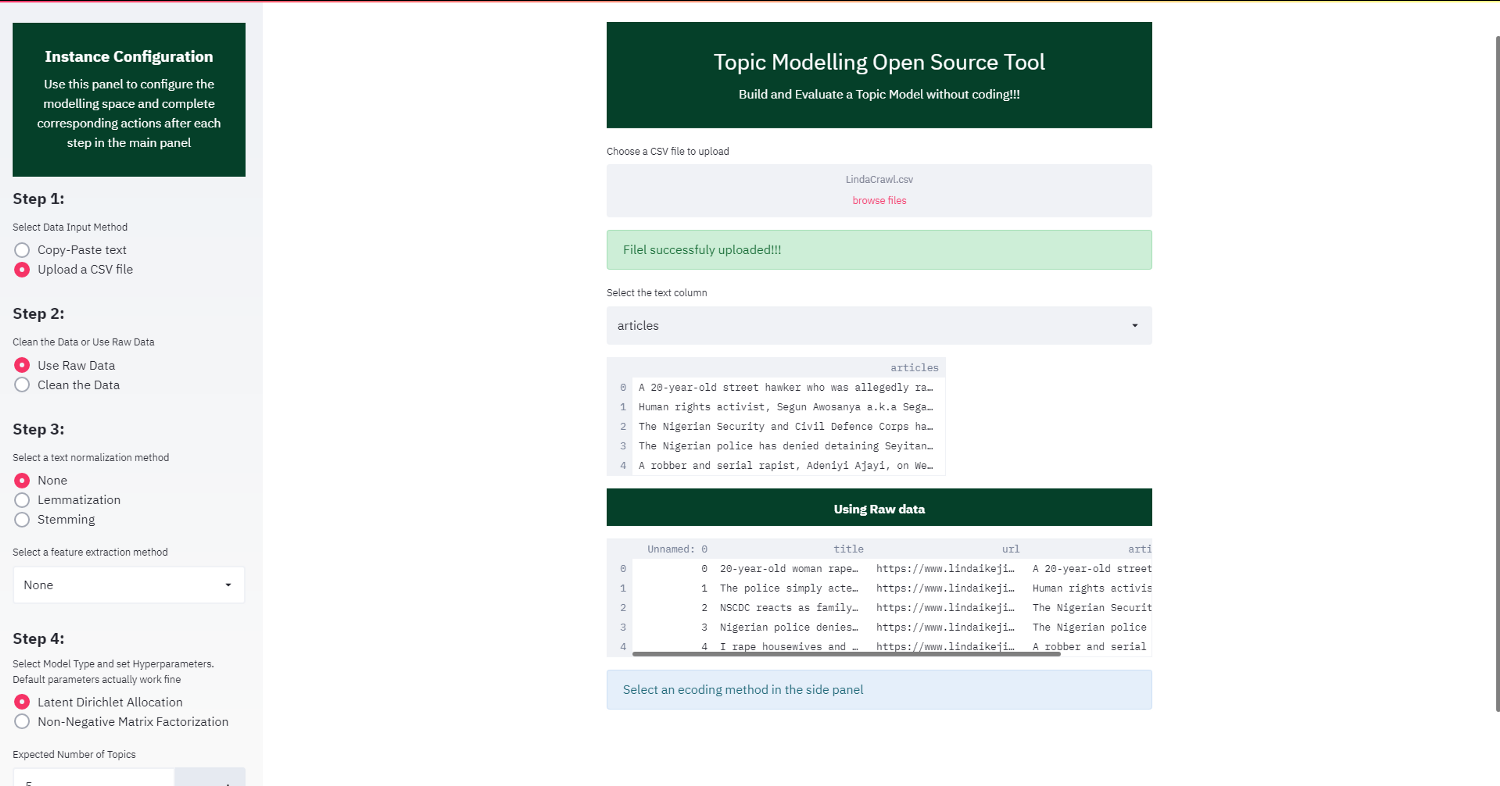 Instance Configuration
Use this panel to configure the
modelling space and complete
corresponding actions after each
step in the main panel
Step 1:
Select Data Input Method
Copy-Paste text
Upload a CSV file
Step 2:
Clean the Data or Use Raw Data
Use Raw Data
Clean the Data
Step 3:
Select a text normalization method
None
Lemmatization
Stemming
Select a feature extraction method
None
Step 4:
Select Model Type and set Hyperparameters.
Default parameters actually work fine
Latent Dirichlet Allocation
Non-Negative Matrix Factorization
Expected Number of Topics
Topic Modelling Open Source Tool
Build and Evaluate a Topic Model without coding!!!
Choose a CSV file to upload
LindaCrawl.csv
browse files
Filel successfuly uploaded!!!
Select the text column
articles
articles
0 A 20-year-old street hawker who was allegedly ra…
1 Human rights activist, Segun Awosanya a.k.a Sega…
2 The Nigerian Security and Civil Defence Corps ha…
3 The Nigerian police has denied detaining Seyitan…
4 A robber and serial rapist, Adeniyi Ajayi, on We…
Using Raw data
Unnamed: 0 title url arti
0 0 20-year-old woman rape… https://www.lindaikeji… A 20-year-old street
1 1 The police simply acte… https://www.lindaikeji… Human rights activis
2 2 NSCDC reacts as family… https://www.lindaikeji… The Nigerian Securit
3 3 Nigerian police denies… https://www.lindaikeji… The Nigerian police
4 4 I rape housewives and … https://www.lindaikeji… A robber and serial
Select an ecoding method in the side panel